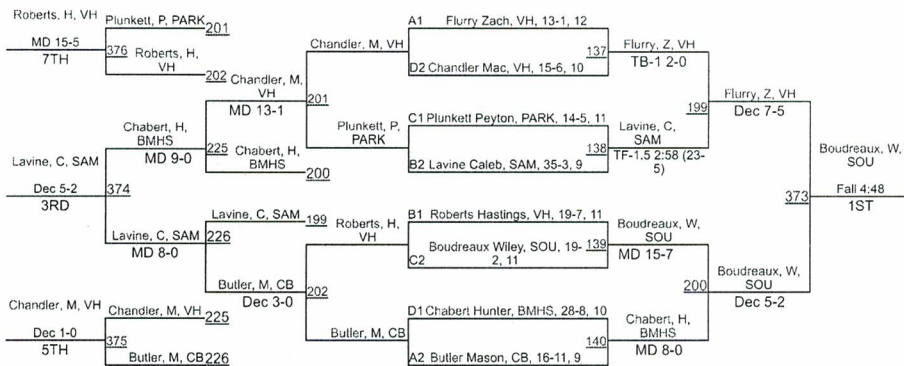 Roberts, H, VH
MD 15-5
7TH
Plunkett, P, PARK
201
376
Roberts, H,
VH
202
Chandler, M,
VH
MD 13-1
Chabert, H,
BMHS
MD 9-0
225
Chabert, H,
BMHS
200
Lavine, C, SAM
Dec 5-2
3RD
374
Lavine, C, SAM
MD 8-0
226
Lavine, C, SAM
199
Butler, M, CB
Dec 3-0
Chandler, M, VH
Dec 1-0
5TH
Chandler, M, VH
225
375
Butler, M, CB
226
Chandler, M, VH
201
Plunkett, P,
PARK
Roberts, H,
VH
202
Butler, M, CB
A1
Flurry Zach, VH, 13-1, 12
137
D2 Chandler Mac, VH, 15-6, 10
C1 Plunkett Peyton, PARK, 14-5, 11
138
B2 Lavine Caleb, SAM, 35-3, 9
B1 Roberts Hastings, VH, 19-7, 11
139
C2 Boudreaux Wiley, SOU, 19-
2, 11
D1 Chabert Hunter, BMHS, 28-8, 10
140
A2 Butler Mason, CB, 16-11, 9
Flurry, Z, VH
TB-1 2-0
199
Lavine, C,
SAM
TF-1.5 2:58 (23-
5)
Boudreaux, W,
SOU
MD 15-7
200
Chabert, H,
BMHS
MD 8-0
Flurry, Z, VH
Dec 7-5
373
Boudreaux, W,
SOU
Dec 5-2
Boudreaux, W,
SOU
Fall 4:48
1ST